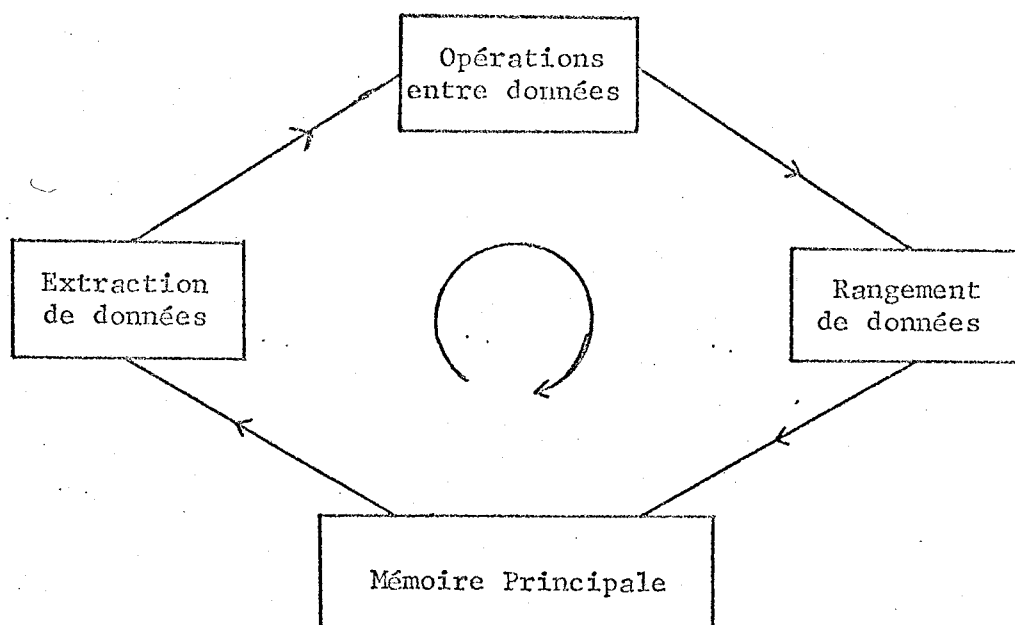 Opérations
entre données
Extraction
de données
Rangement
de données
Mémoire Principale